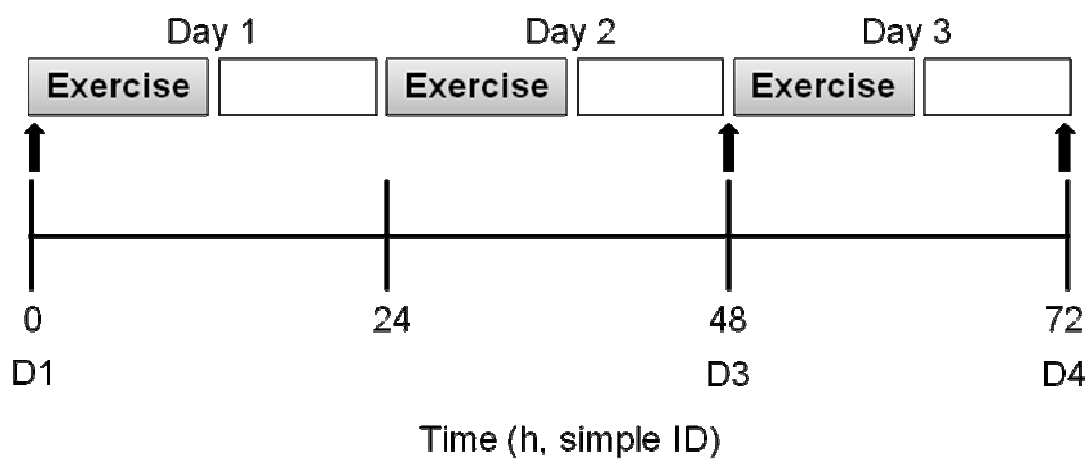 Day 1 Day 2 Day 3
Exercise Exercise Exercise
0 24 48 72
D1 D3 D4
Time (h, simple ID)